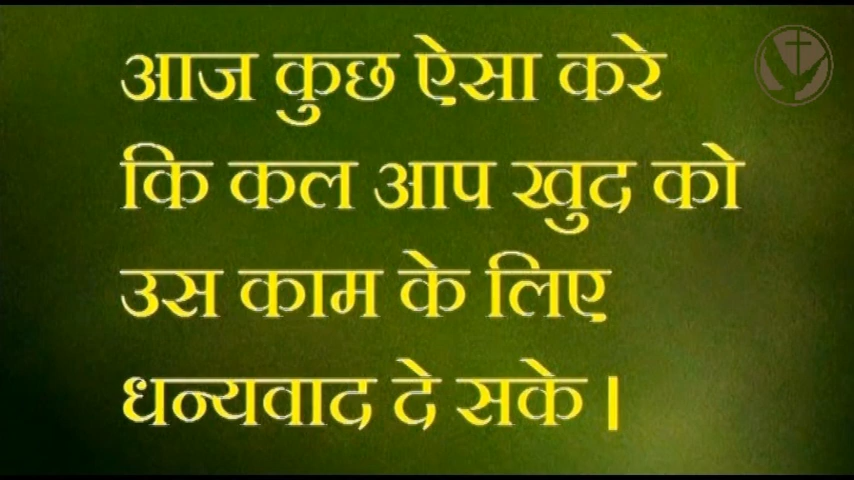 आज कुछ ऐसा करे
कि कल आप खुद को
उस काम के लिए
धन्यवाद दे सके।